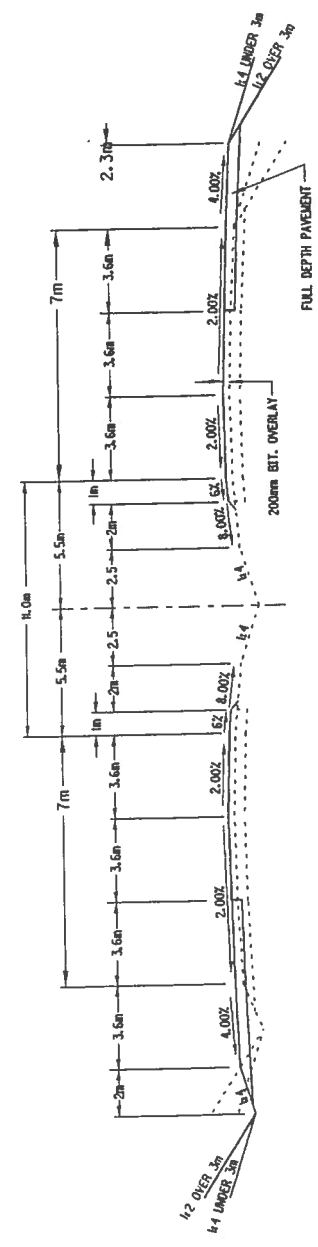 11.0m
7m
5.5m
5.5m
7m
1m
1m
2m
3.6m
3.6m
3.6m
2m
2.5
2.5
2m
3.6m
3.6m
3.6m
2.3m
4.00%
2.00%
2.00%
6%
8.00%
8.00%
6%
2.00%
2.00%
4.00%
1:4
1:4
1:4
1:2 OVER 3m
1:4 UNDER 3m
1:4 UNDER 3m
1:2 OVER 3m
200mm BIT. OVERLAY
FULL DEPTH PAVEMENT